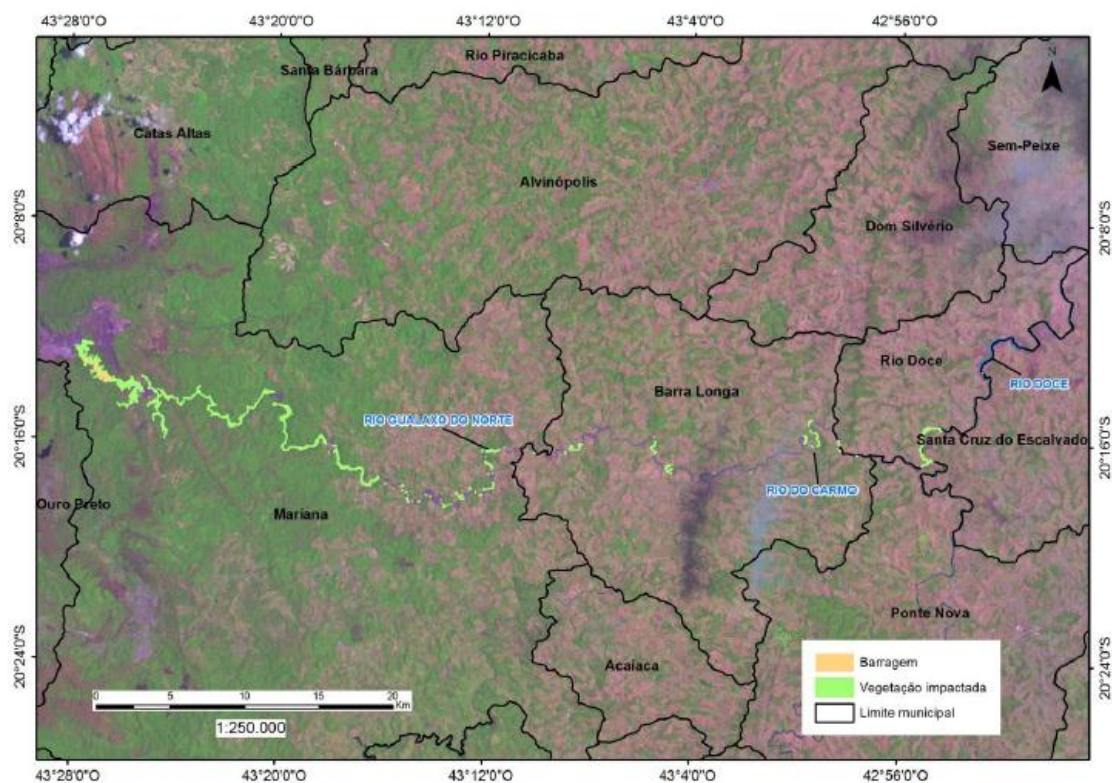 43°28'0"O 43°20'0"O 43°12'0"O 43°4'0"O 42°56'0"O
N
Rio Piracicaba
Santa Bárbara
Catas Altas
Sem-Peixe
Alvinópolis
20°8'0"S
Dom Silvério
20°8'0"S
Rio Doce
RIO DOCE
Barra Longa
RIO GUALAXO DO NORTE
20°16'0"S
Santa Cruz do Escalvado
20°16'0"S
RIO DO CARMO
Ouro Preto
Mariana
Ponte Nova
20°24'0"S
Acaiaca
20°24'0"S
Barragem
Vegetação impactada
Limite municipal
0 5 10 15 20
Km
1:250.000
43°28'0"O 43°20'0"O 43°12'0"O 43°4'0"O 42°56'0"O